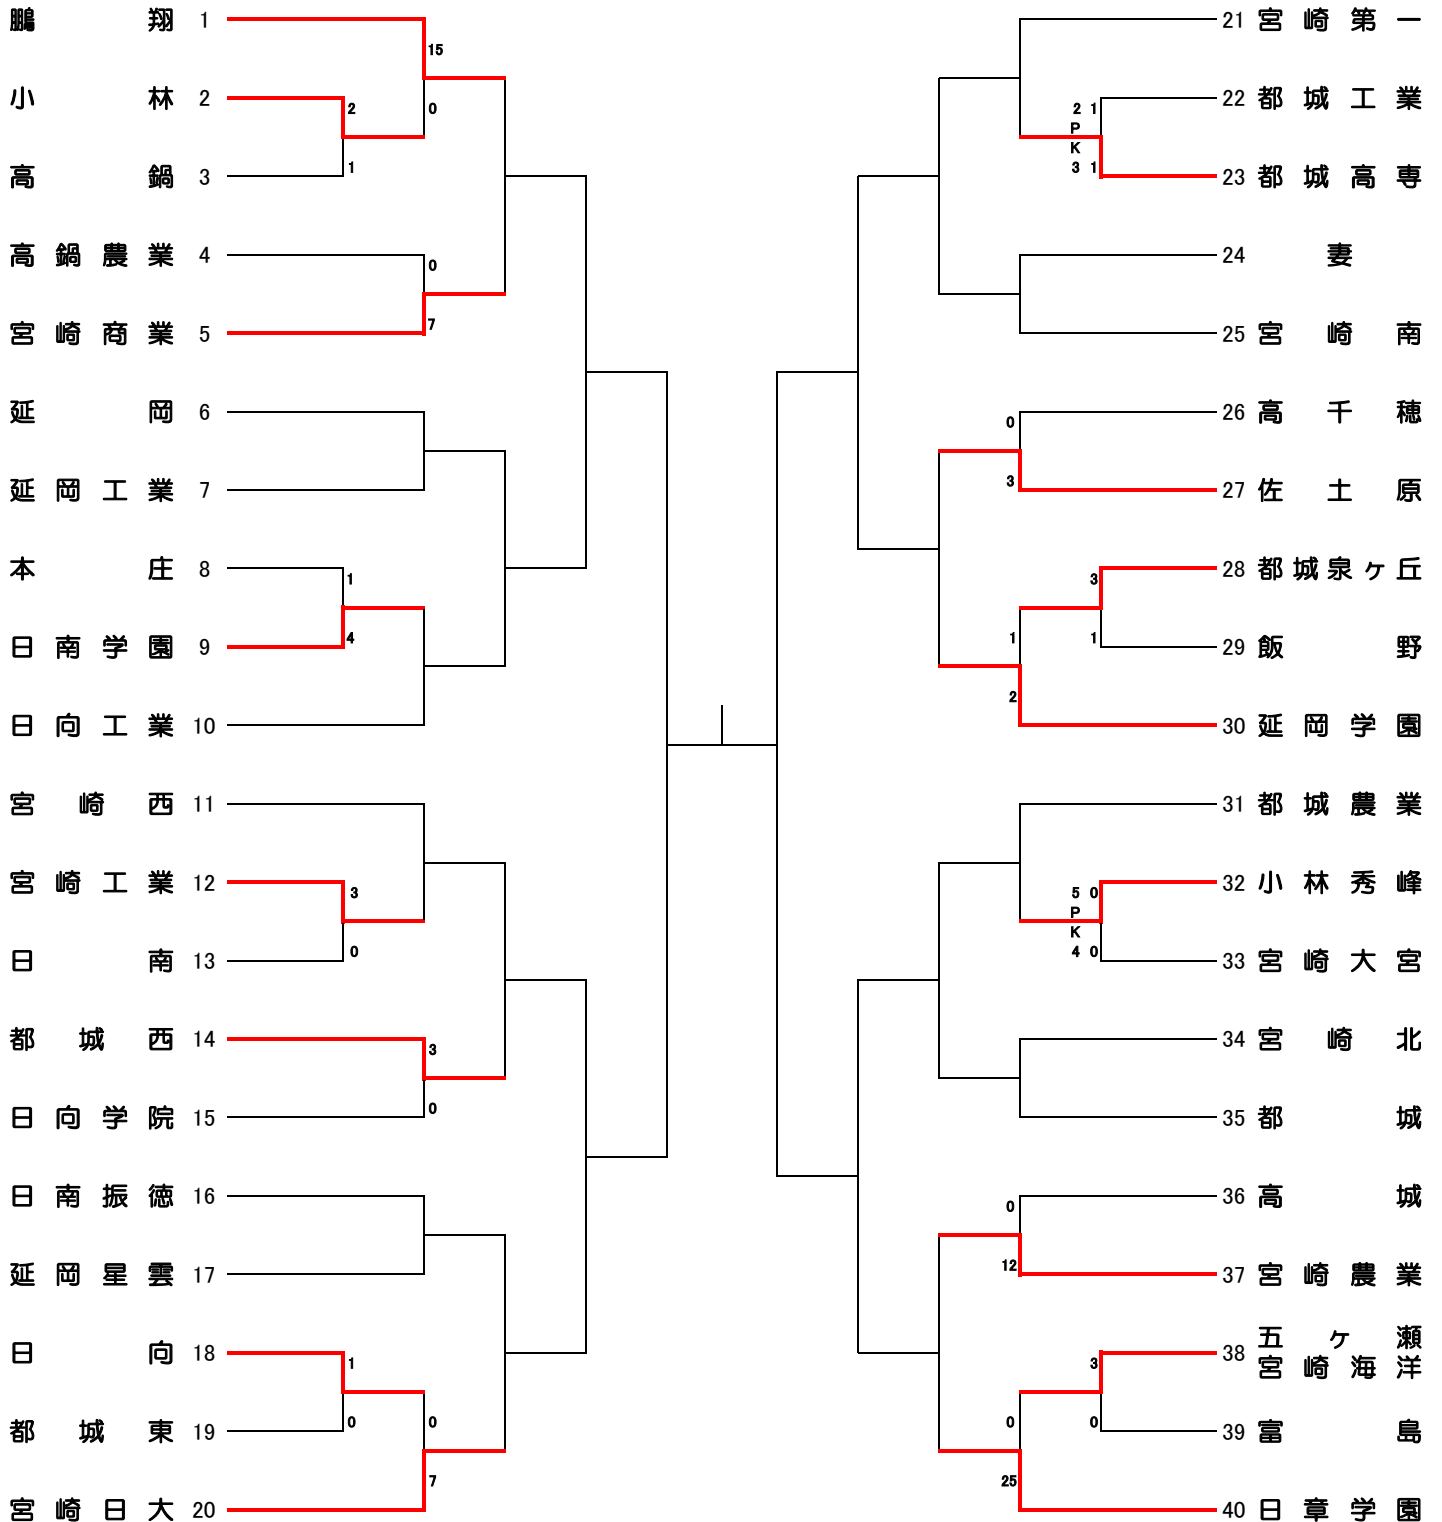 鵬翔 1
15
小林 2
2
0
1
高鍋 3
高鍋農業 4
0
宮崎商業 5
7
延岡 6
延岡工業 7
本庄 8
1
日南学園 9
4
日向工業 10
宮崎西 11
宮崎工業 12
3
0
日南 13
都城西 14
3
日向学院 15
0
日南振徳 16
延岡星雲 17
日向 18
1
都城東 19
0
0
宮崎日大 20
7
21 宮崎第一
22 都城工業
2 1
PK
3 1
23 都城高専
24 妻
25 宮崎南
26 高千穂
0
3
27 佐土原
28 都城泉ヶ丘
3
1
1
29 飯野
2
30 延岡学園
31 都城農業
32 小林秀峰
5 0
PK
4 0
33 宮崎大宮
34 宮崎北
35 都城
36 高城
0
12
37 宮崎農業
38 五ヶ瀬
宮崎海洋
3
0
0
39 富島
25
40 日章学園